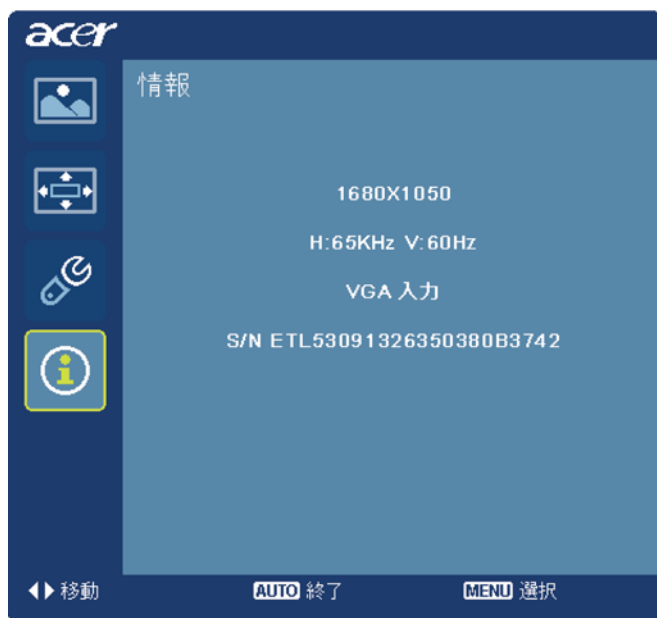 acer
情報
1680X1050
H:65KHz V:60Hz
VGA 入力
S/N ETL53091326350380B3742
移動 AUTO 終了 MENU 選択